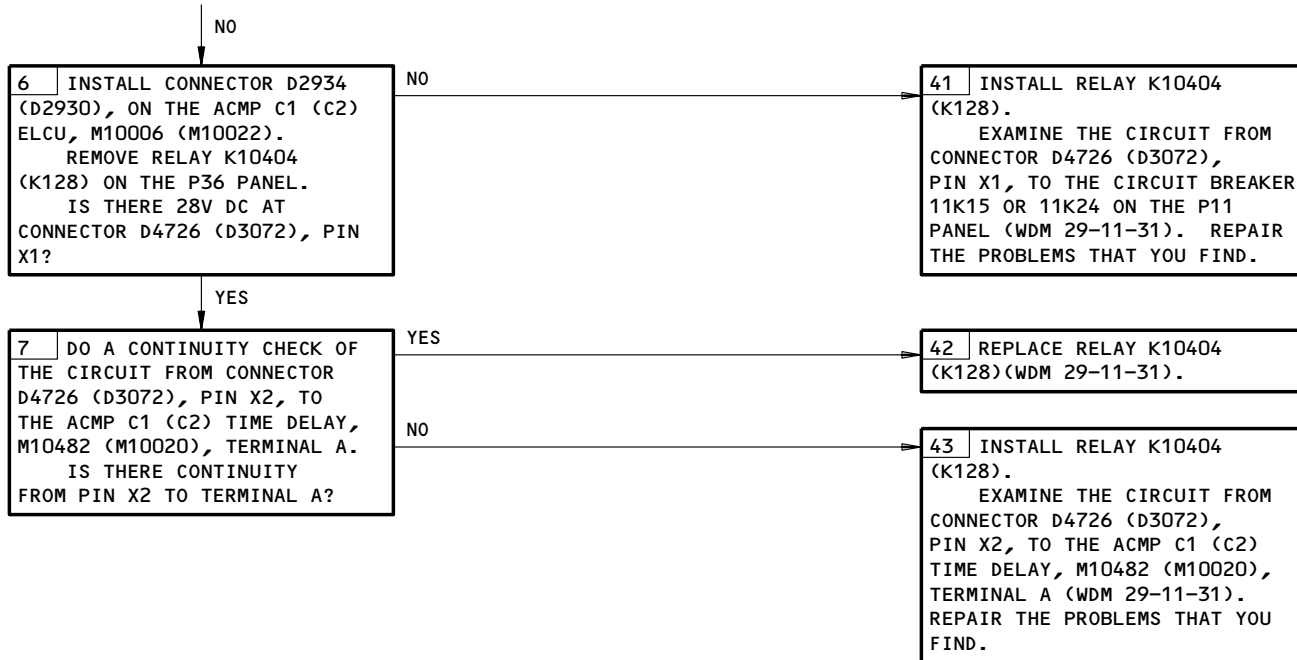 NO
6 INSTALL CONNECTOR D2934
(D2930), ON THE ACMP C1 (C2)
ELCU, M10006 (M10022).
REMOVE RELAY K10404
(K128) ON THE P36 PANEL.
IS THERE 28V DC AT
CONNECTOR D4726 (D3072), PIN
X1?
NO
41 INSTALL RELAY K10404
(K128).
EXAMINE THE CIRCUIT FROM
CONNECTOR D4726 (D3072),
PIN X1, TO THE CIRCUIT BREAKER
11K15 OR 11K24 ON THE P11
PANEL (WDM 29-11-31). REPAIR
THE PROBLEMS THAT YOU FIND.
YES
7 DO A CONTINUITY CHECK OF
THE CIRCUIT FROM CONNECTOR
D4726 (D3072), PIN X2, TO
THE ACMP C1 (C2) TIME DELAY,
M10482 (M10020), TERMINAL A.
IS THERE CONTINUITY
FROM PIN X2 TO TERMINAL A?
YES
42 REPLACE RELAY K10404
(K128)(WDM 29-11-31).
NO
43 INSTALL RELAY K10404
(K128).
EXAMINE THE CIRCUIT FROM
CONNECTOR D4726 (D3072),
PIN X2, TO THE ACMP C1 (C2)
TIME DELAY, M10482 (M10020),
TERMINAL A (WDM 29-11-31).
REPAIR THE PROBLEMS THAT YOU
FIND.